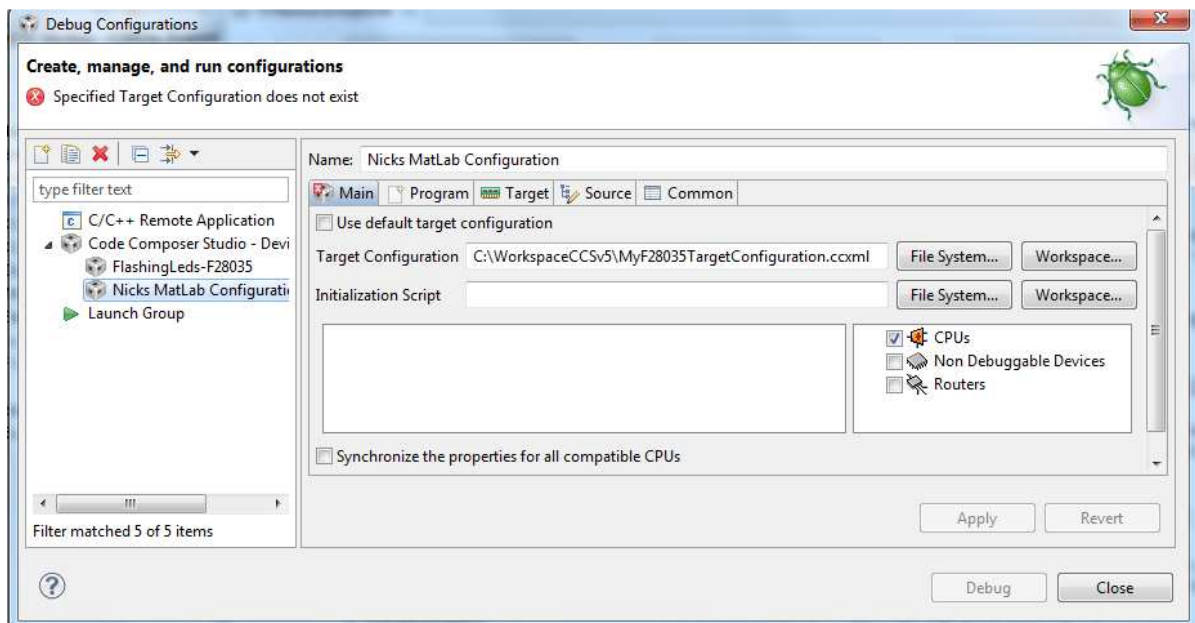 Debug Configurations
Create, manage, and run configurations
Specified Target Configuration does not exist
type filter text
C/C++ Remote Application
Code Composer Studio - Devi
FlashingLeds-F28035
Nicks MatLab Configurati
Launch Group
Filter matched 5 of 5 items
Name: Nicks MatLab Configuration
Main Program Target Source Common
Use default target configuration
Target Configuration C:\WorkspaceCCSv5\MyF28035TargetConfiguration.ccxml File System... Workspace...
Initialization Script File System... Workspace...
CPUs
Non Debuggable Devices
Routers
Synchronize the properties for all compatible CPUs
Apply Revert
Debug Close